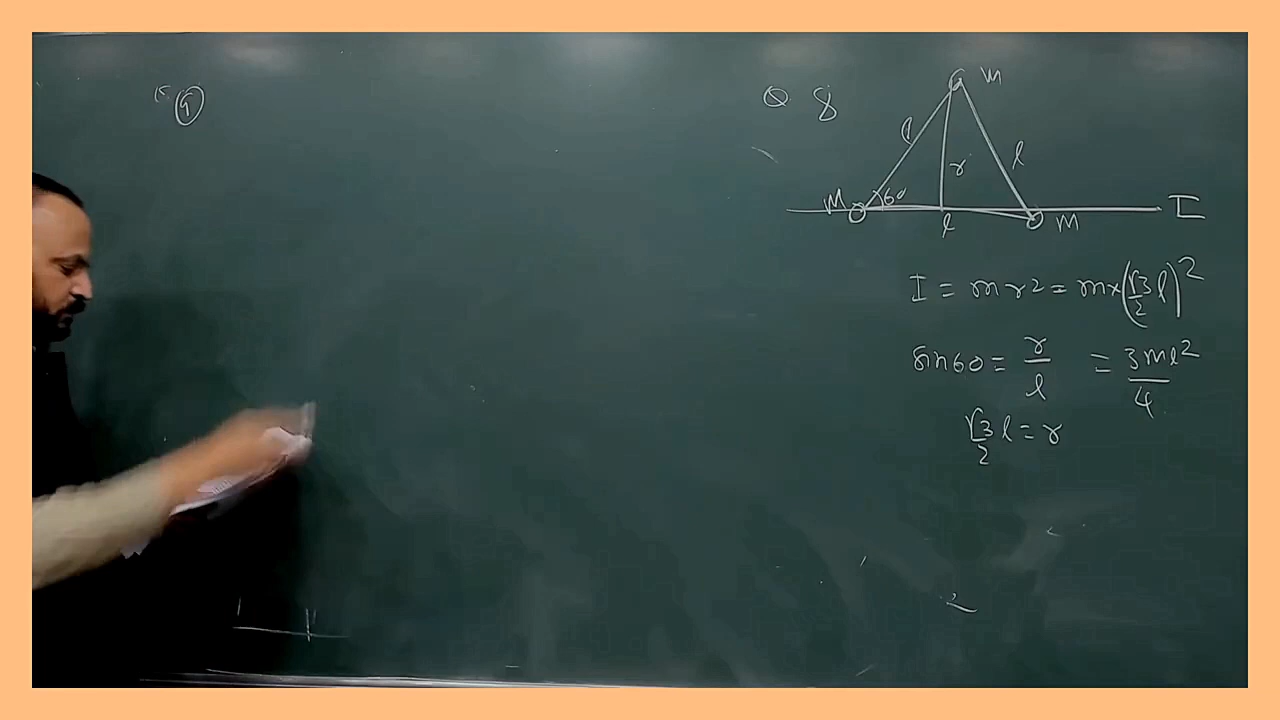 Q 8
m
l
l
r
60
M
l
m
I
I = mr2 = m×(√3/2 l)²
sin60 = r/l = 3ml²/4
√3/2 l = r